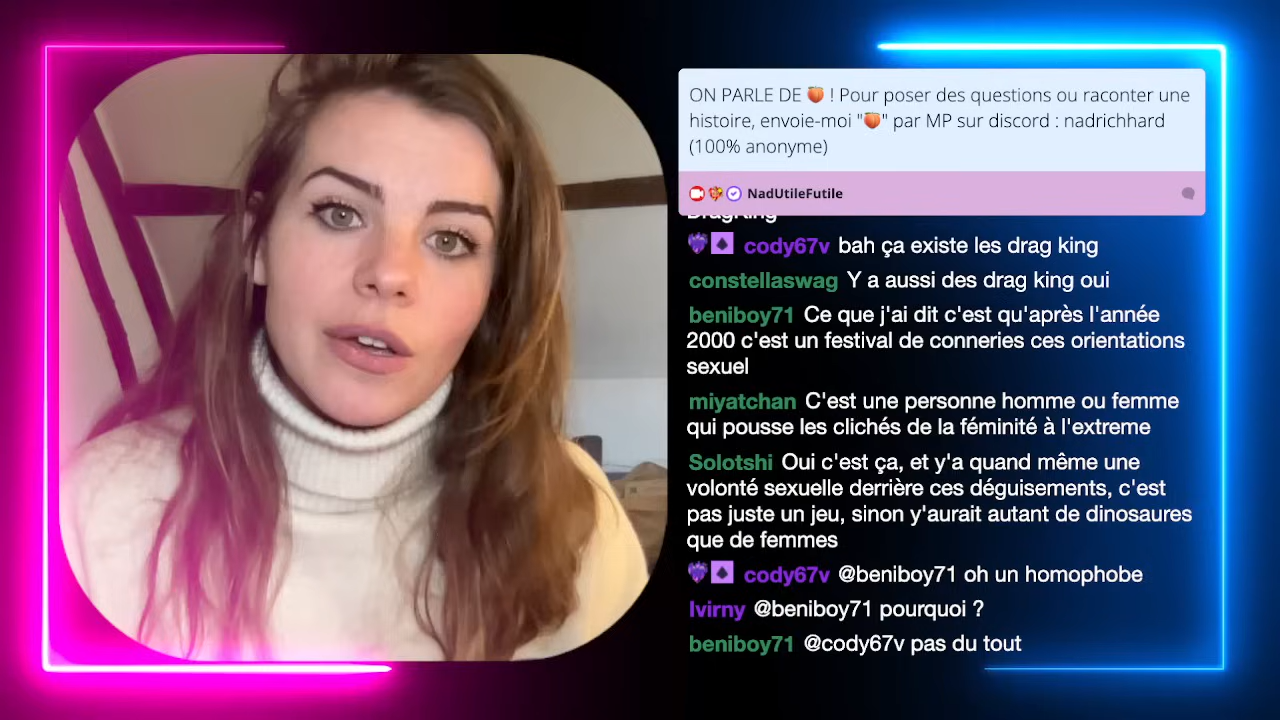 ON PARLE DE 🍑 ! Pour poser des questions ou raconter une
histoire, envoie-moi "🍑" par MP sur discord : nadrichhard
(100% anonyme)
NadUtileFutile
DragKing
cody67v bah ça existe les drag king
constellaswag Y a aussi des drag king oui
beniboy71 Ce que j'ai dit c'est qu'après l'année
2000 c'est un festival de conneries ces orientations
sexuel
miyatchan C'est une personne homme ou femme
qui pousse les clichés de la féminité à l'extreme
Solotshi Oui c'est ça, et y'a quand même une
volonté sexuelle derrière ces déguisements, c'est
pas juste un jeu, sinon y'aurait autant de dinosaures
que de femmes
cody67v @beniboy71 oh un homophobe
lvirny @beniboy71 pourquoi ?
beniboy71 @cody67v pas du tout